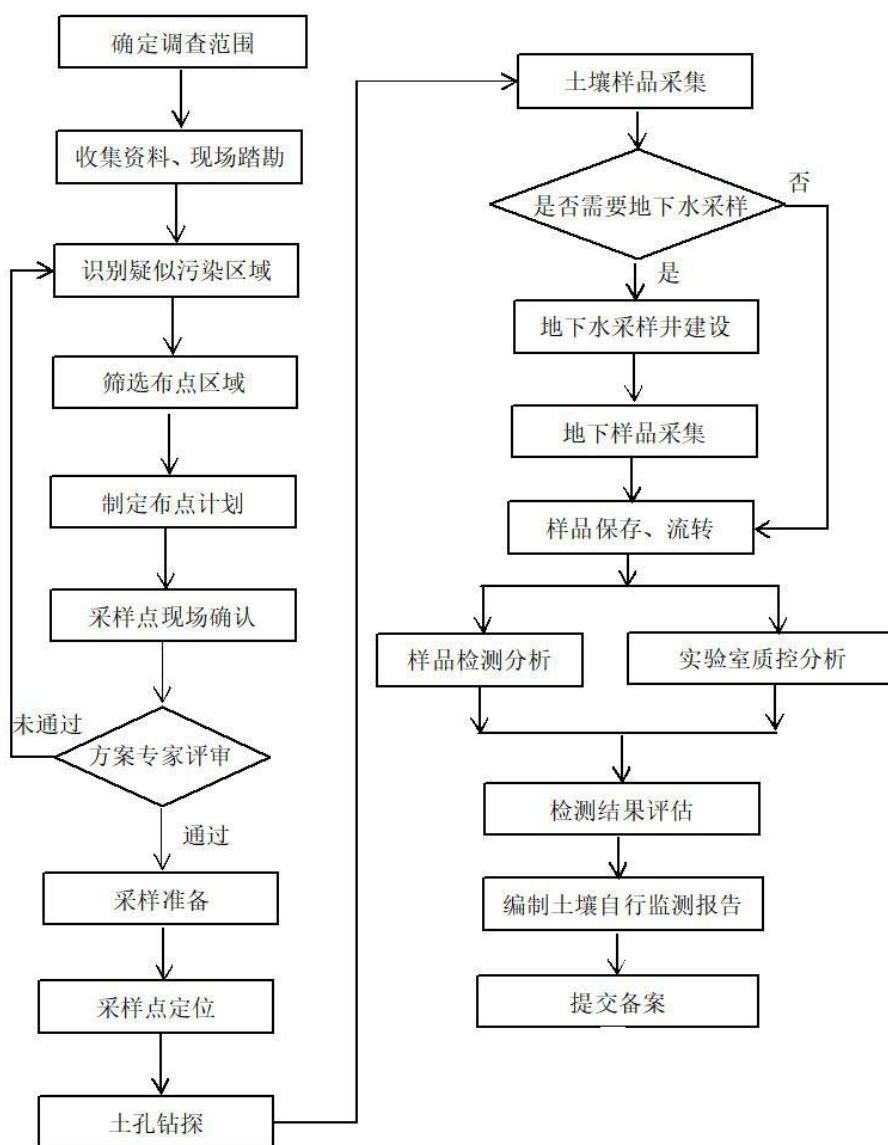 确定调查范围
收集资料、现场踏勘
识别疑似污染区域
筛选布点区域
制定布点计划
采样点现场确认
未通过
方案专家评审
通过
采样准备
采样点定位
土孔钻探
土壤样品采集
否
是否需要地下水采样
是
地下水采样井建设
地下样品采集
样品保存、流转
样品检测分析
实验室质控分析
检测结果评估
编制土壤自行监测报告
提交备案